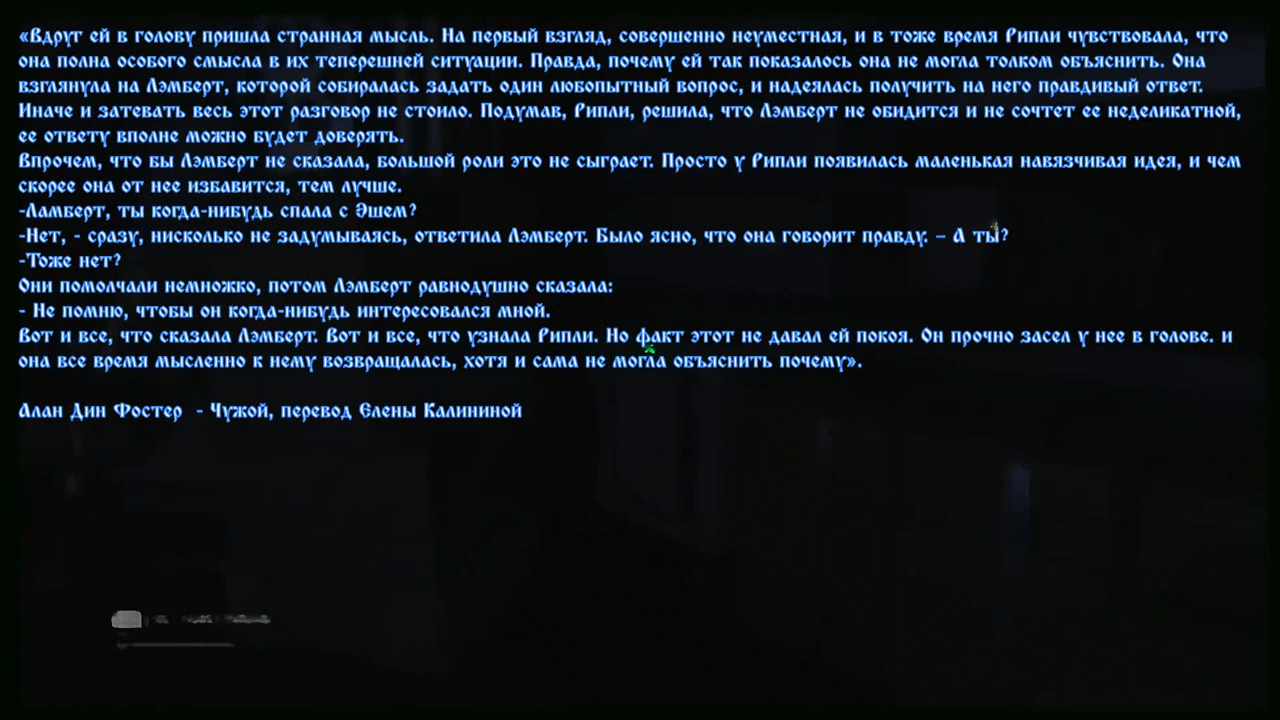 «Вдруг ей в голову пришла странная мысль. На первый взгляд, совершенно неуместная, и в тоже время Рипли чувствовала, что
она полна особого смысла в их теперешней ситуации. Правда, почему ей так показалось она не могла толком объяснить. Она
взглянула на Лэмберт, которой собиралась задать один любопытный вопрос, и надеялась получить на него правдивый ответ.
Иначе и затевать весь этот разговор не стоило. Подумав, Рипли, решила, что Лэмберт не обидится и не сочтет ее неделикатной,
ее ответу вполне можно будет доверять.
Впрочем, что бы Лэмберт не сказала, большой роли это не сыграет. Просто у Рипли появилась маленькая навязчивая идея, и чем
скорее она от нее избавится, тем лучше.
-Ламберт, ты когда-нибудь спала с Эшем?
-Нет, - сразу, нисколько не задумываясь, ответила Лэмберт. Было ясно, что она говорит правду. – А ты?
-Тоже нет?
Они помолчали немножко, потом Лэмберт равнодушно сказала:
- Не помню, чтобы он когда-нибудь интересовался мной.
Вот и все, что сказала Лэмберт. Вот и все, что узнала Рипли. Но факт этот не давал ей покоя. Он прочно засел у нее в голове. и
она все время мысленно к нему возвращалась, хотя и сама не могла объяснить почему».
Алан Дин Фостер - Чужой, перевод Елены Калининой